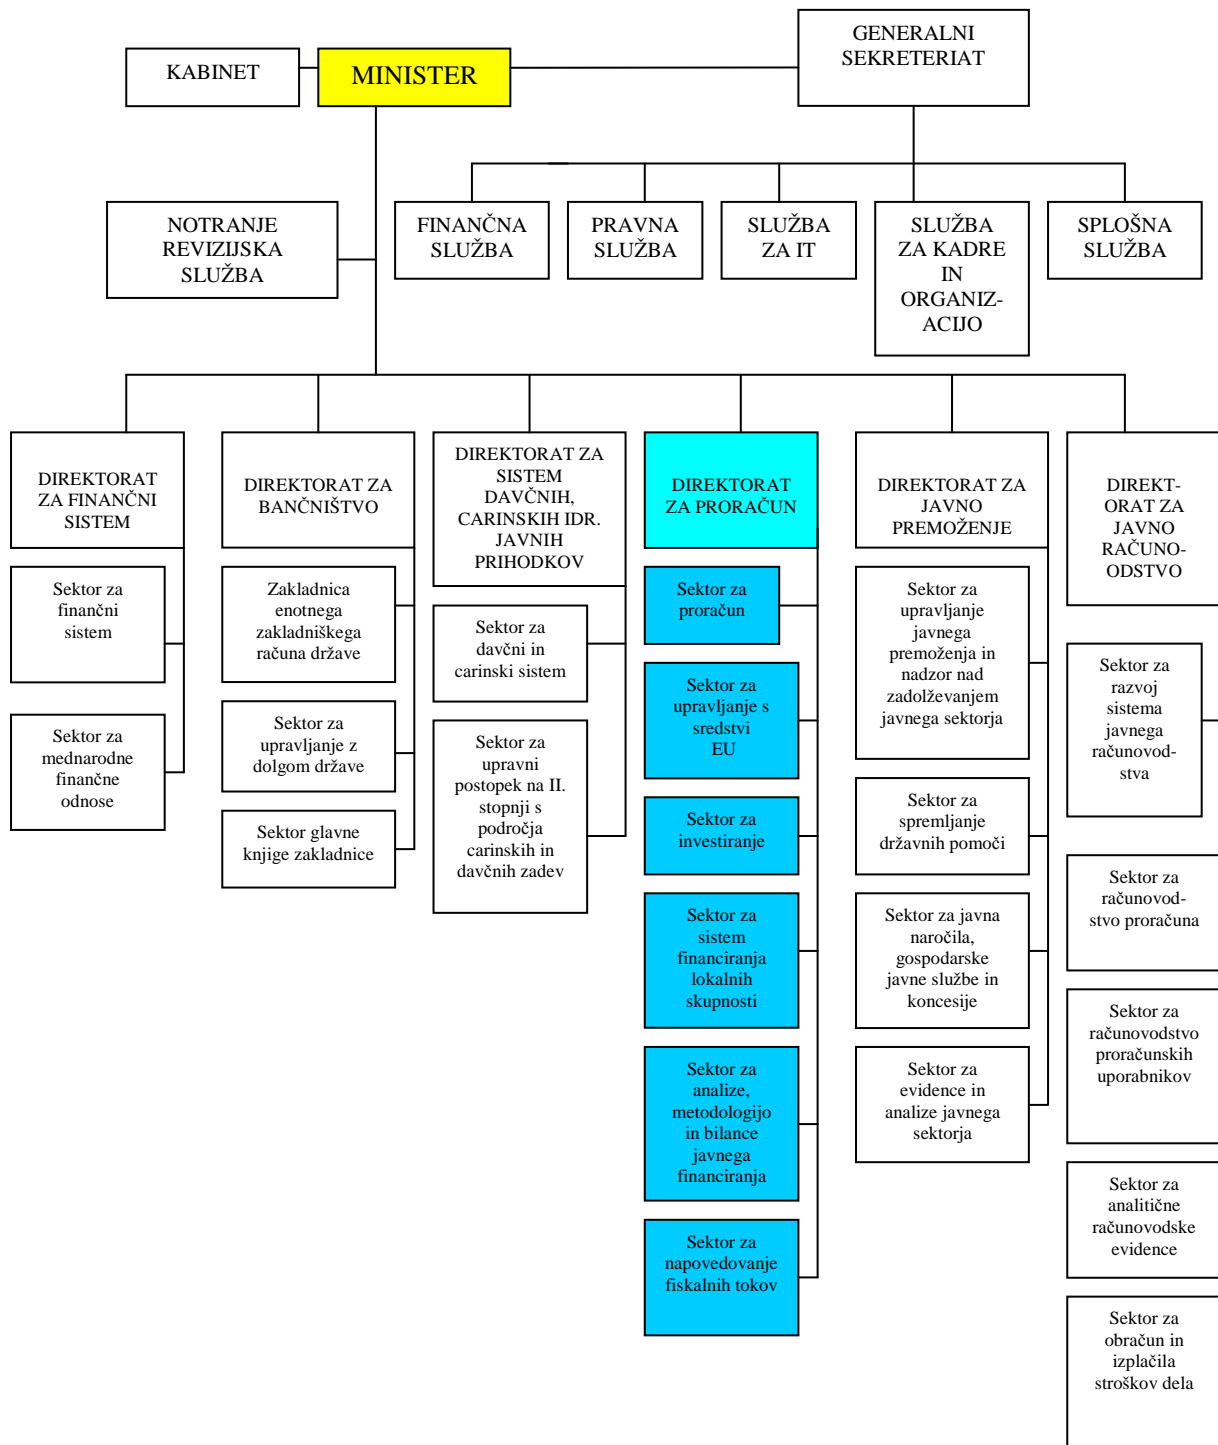 KABINET
MINISTER
GENERALNI
SEKRETERIAT
NOTRANJE
REVIZIJSKA
SLUŽBA
FINANČNA
SLUŽBA
PRAVNA
SLUŽBA
SLUŽBA
ZA IT
SLUŽBA
ZA KADRE
IN
ORGANIZ-
ACIJO
SPLOŠNA
SLUŽBA
DIREKTORAT
ZA FINANČNI
SISTEM
Sektor za
finančni
sistem
Sektor za
mednarodne
finančne
odnose
DIREKTORAT ZA
BANČNIŠTVO
Zakladnica
enotnega
zakladniškega
računa države
Sektor za
upravljanje z
dolgom države
Sektor glavne
knjige zakladnice
DIREKTORAT ZA
SISTEM
DAVČNIH,
CARINSKIH IDR.
JAVNIH
PRIHODKOV
Sektor za
davčni in
carinski sistem
Sektor za
upravni
postopek na II.
stopnji s
področja
carinskih in
davčnih zadev
DIREKTORAT
ZA PRORAČUN
Sektor za
proračun
Sektor za
upravljanje s
sredstvi
EU
Sektor za
investiranje
Sektor za
sistem
financiranja
lokalnih
skupnosti
Sektor za
analize,
metodologijo
in bilance
javnega
financiranja
Sektor za
napovedovanje
fiskalnih tokov
DIREKTORAT ZA
JAVNO
PREMOŽENJE
Sektor za
upravljanje
javnega
premoženja in
nadzor nad
zadolževanjem
javnega sektorja
Sektor za
spremljanje
državnih pomoči
Sektor za javna
naročila,
gospodarske
javne službe in
koncesije
Sektor za
evidence in
analize javnega
sektorja
DIREKT-
ORAT ZA
JAVNO
RAČUNO-
ODSTVO
Sektor za
razvoj
sistema
javnega
računovod-
stva
Sektor za
računovod-
stvo proračuna
Sektor za
računovodstvo
proračunskih
uporabnikov
Sektor za
analitične
računovodske
evidence
Sektor za
obračun in
izplačila
stroškov dela